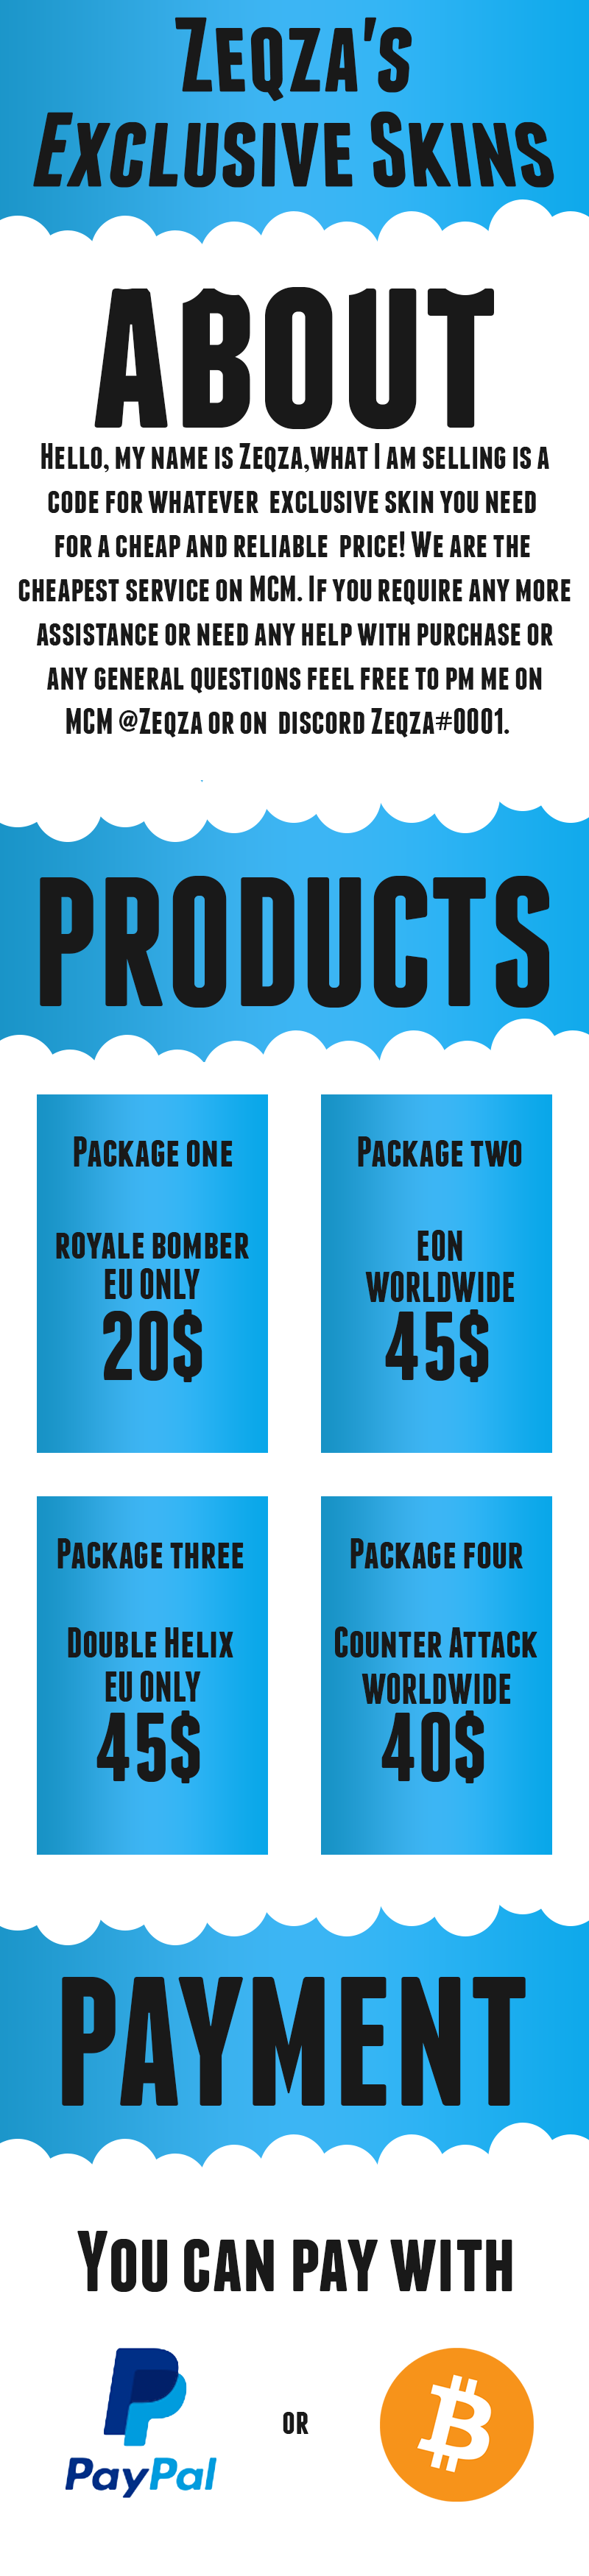 Zeqza's
Exclusive Skins
ABOUT
Hello, my name is Zeqza,what I am selling is a
code for whatever exclusive skin you need
for a cheap and reliable price! We are the
cheapest service on MCM. If you require any more
assistance or need any help with purchase or
any general questions feel free to pm me on
MCM @Zeqza or on discord Zeqza#0001.
PRODUCTS
Package one
ROYALE BOMBER
EU ONLY
20$
Package two
EON
WORLDWIDE
45$
Package three
Double Helix
EU ONLY
45$
Package four
Counter Attack
WORLDWIDE
40$
PAYMENT
You can pay with
PayPal
or